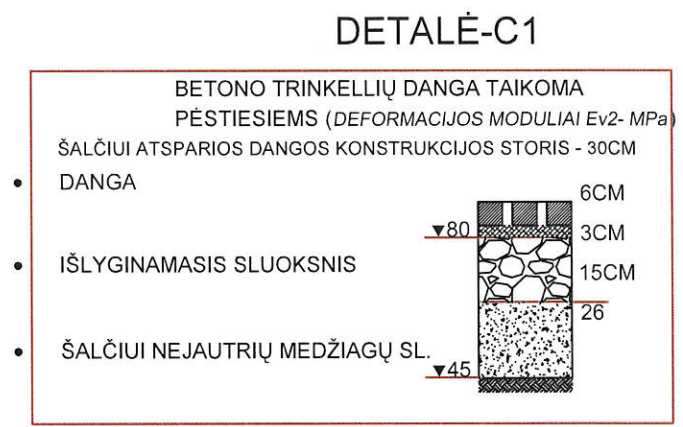 DETALĖ-C1
BETONO TRINKELLIŲ DANGA TAIKOMA
PĖSTIESIEMS (DEFORMACIJOS MODULIAI Ev2- MPa)
ŠALČIUI ATSPARIOS DANGOS KONSTRUKCIJOS STORIS - 30CM
• DANGA
6CM
▼80 3CM
• IŠLYGINAMASIS SLUOKSNIS
15CM
26
• ŠALČIUI NEJAUTRIŲ MEDŽIAGŲ SL.
▼45